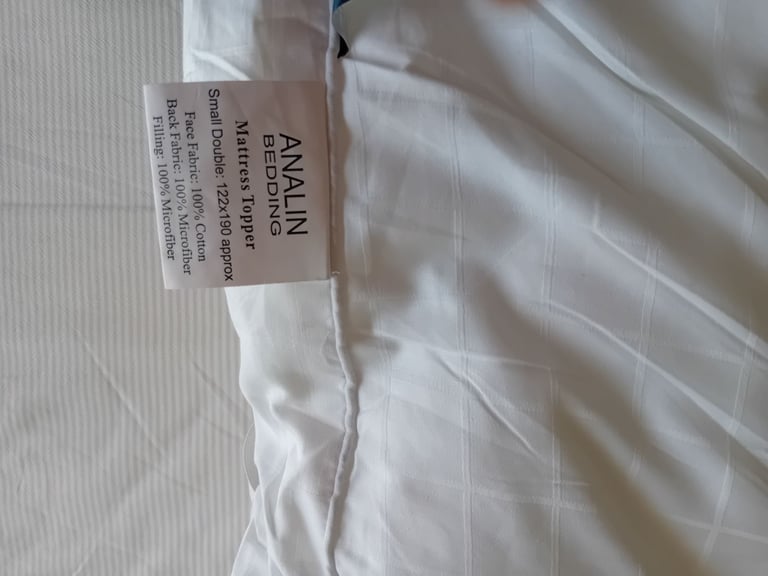 ANALIN
BEDDING
Mattress Topper
Small Double: 122x190 approx
Face Fabric: 100% Cotton
Back Fabric: 100% Microfiber
Filling: 100% Microfiber